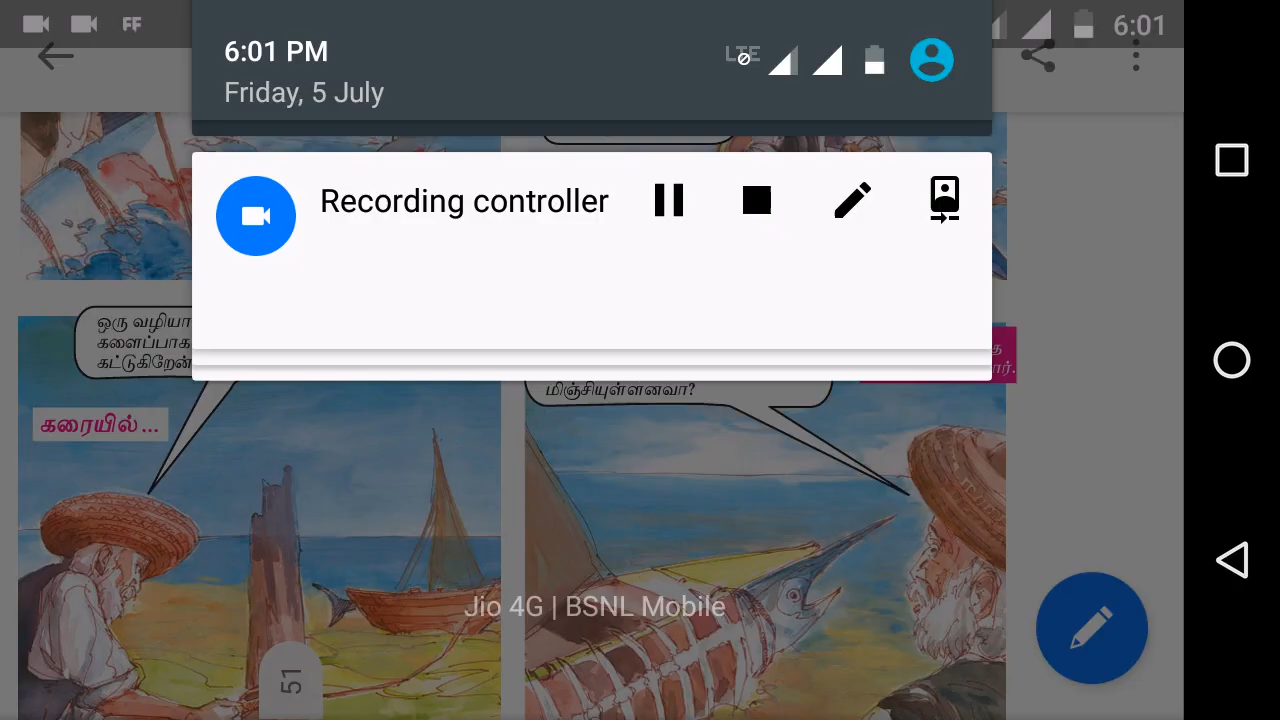 FF
6:01
6:01 PM
LTE
Friday, 5 July
Recording controller
ஒரு வழியா
களைப்பாக
கட்டுகிறேன்
ார்.
மிஞ்சியுள்ளனவா?
கரையில் ...
Jio 4G | BSNL Mobile
51